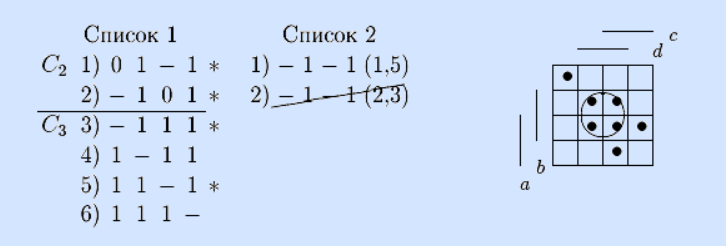 Список 1
C₂ 1) 0 1 − 1 *
2) − 1 0 1 *
C₃ 3) − 1 1 1 *
4) 1 − 1 1
5) 1 1 − 1 *
6) 1 1 1 −
Список 2
1) − 1 − 1 (1,5)
2) − 1 − 1 (2,3)
c
d
b
a